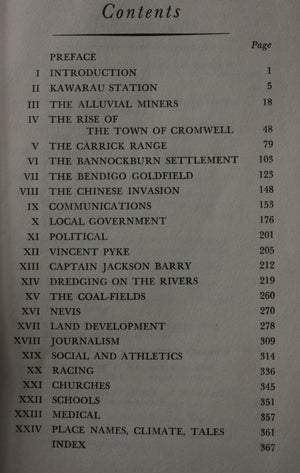 Contents
Page
PREFACE
I INTRODUCTION 1
II KAWARAU STATION 5
III THE ALLUVIAL MINERS 18
IV THE RISE OF
THE TOWN OF CROMWELL 48
V THE CARRICK RANGE 79
VI THE BANNOCKBURN SETTLEMENT 103
VII THE BENDIGO GOLDFIELD 123
VIII THE CHINESE INVASION 148
IX COMMUNICATIONS 153
X LOCAL GOVERNMENT 176
XI POLITICAL 201
XII VINCENT PYKE 205
XIII CAPTAIN JACKSON BARRY 212
XIV DREDGING ON THE RIVERS 219
XV THE COAL-FIELDS 260
XVI NEVIS 270
XVII LAND DEVELOPMENT 278
XVIII JOURNALISM 309
XIX SOCIAL AND ATHLETICS 314
XX RACING 336
XXI CHURCHES 345
XXII SCHOOLS 351
XXIII MEDICAL 357
XXIV PLACE NAMES, CLIMATE, TALES 361
INDEX 367